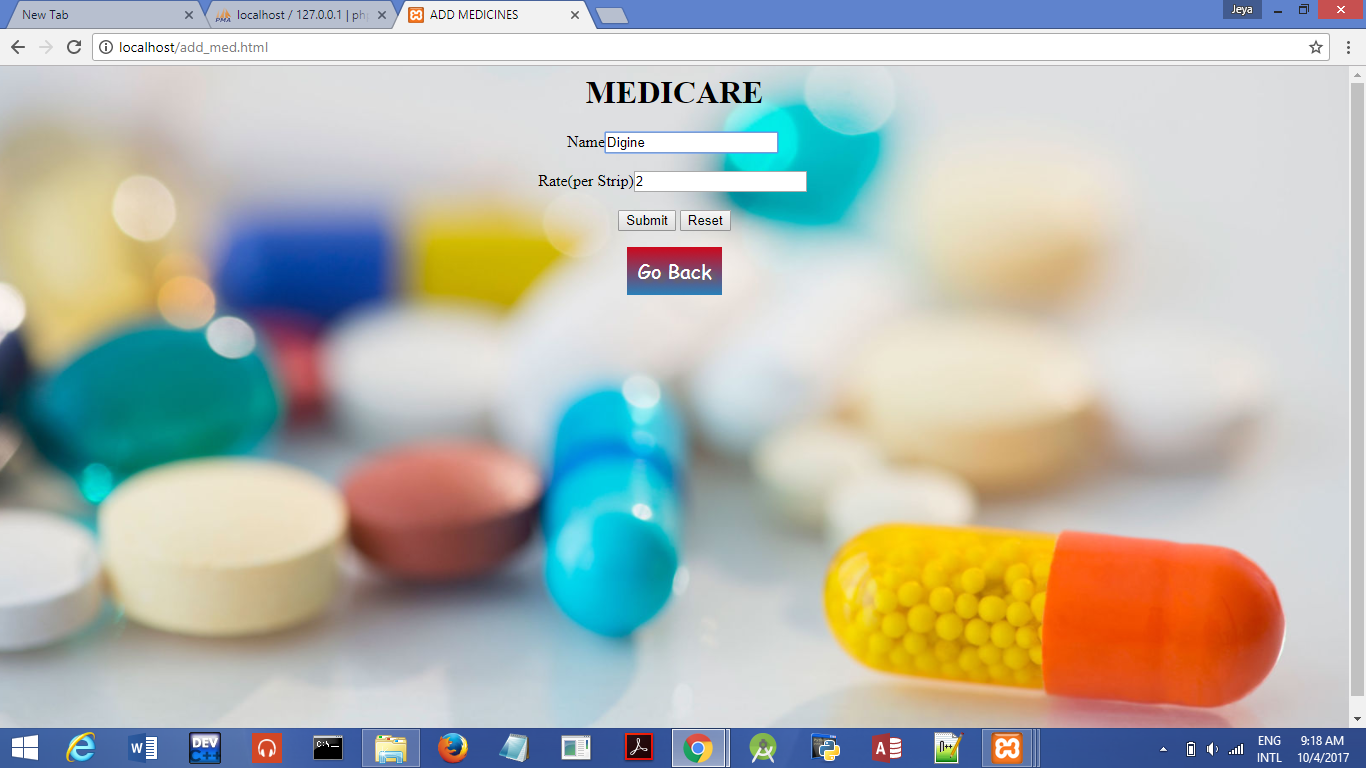 New Tab
PMA localhost / 127.0.0.1 | ph
ADD MEDICINES
Jeya
localhost/add_med.html
MEDICARE
Name Digine
Rate(per Strip) 2
Submit Reset
Go Back
DEV C++
C:\
ENG 9:18 AM
INTL 10/4/2017